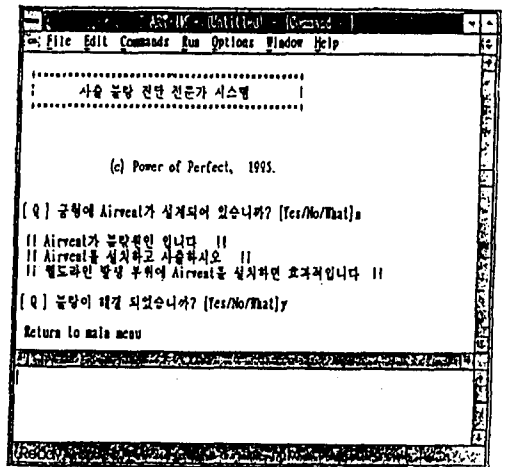 ART-IM - (Untitled) - [Command - ]
File Edit Commands Run Options Window Help
사출 불량 진단 전문가 시스템
(c) Power of Perfect, 1995.
[ Q ] 금형에 Airvent가 설계되어 있습니까? [Yes/No/What]n
!! Airvent가 불량원인 입니다 !!
!! Airvent를 설치하고 사출하시오 !!
!! 웰드라인 발생 부위에 Airvent를 설치하면 효과적입니다 !!
[ Q ] 불량이 해결 되었습니까? [Yes/No/What]y
Return to main menu